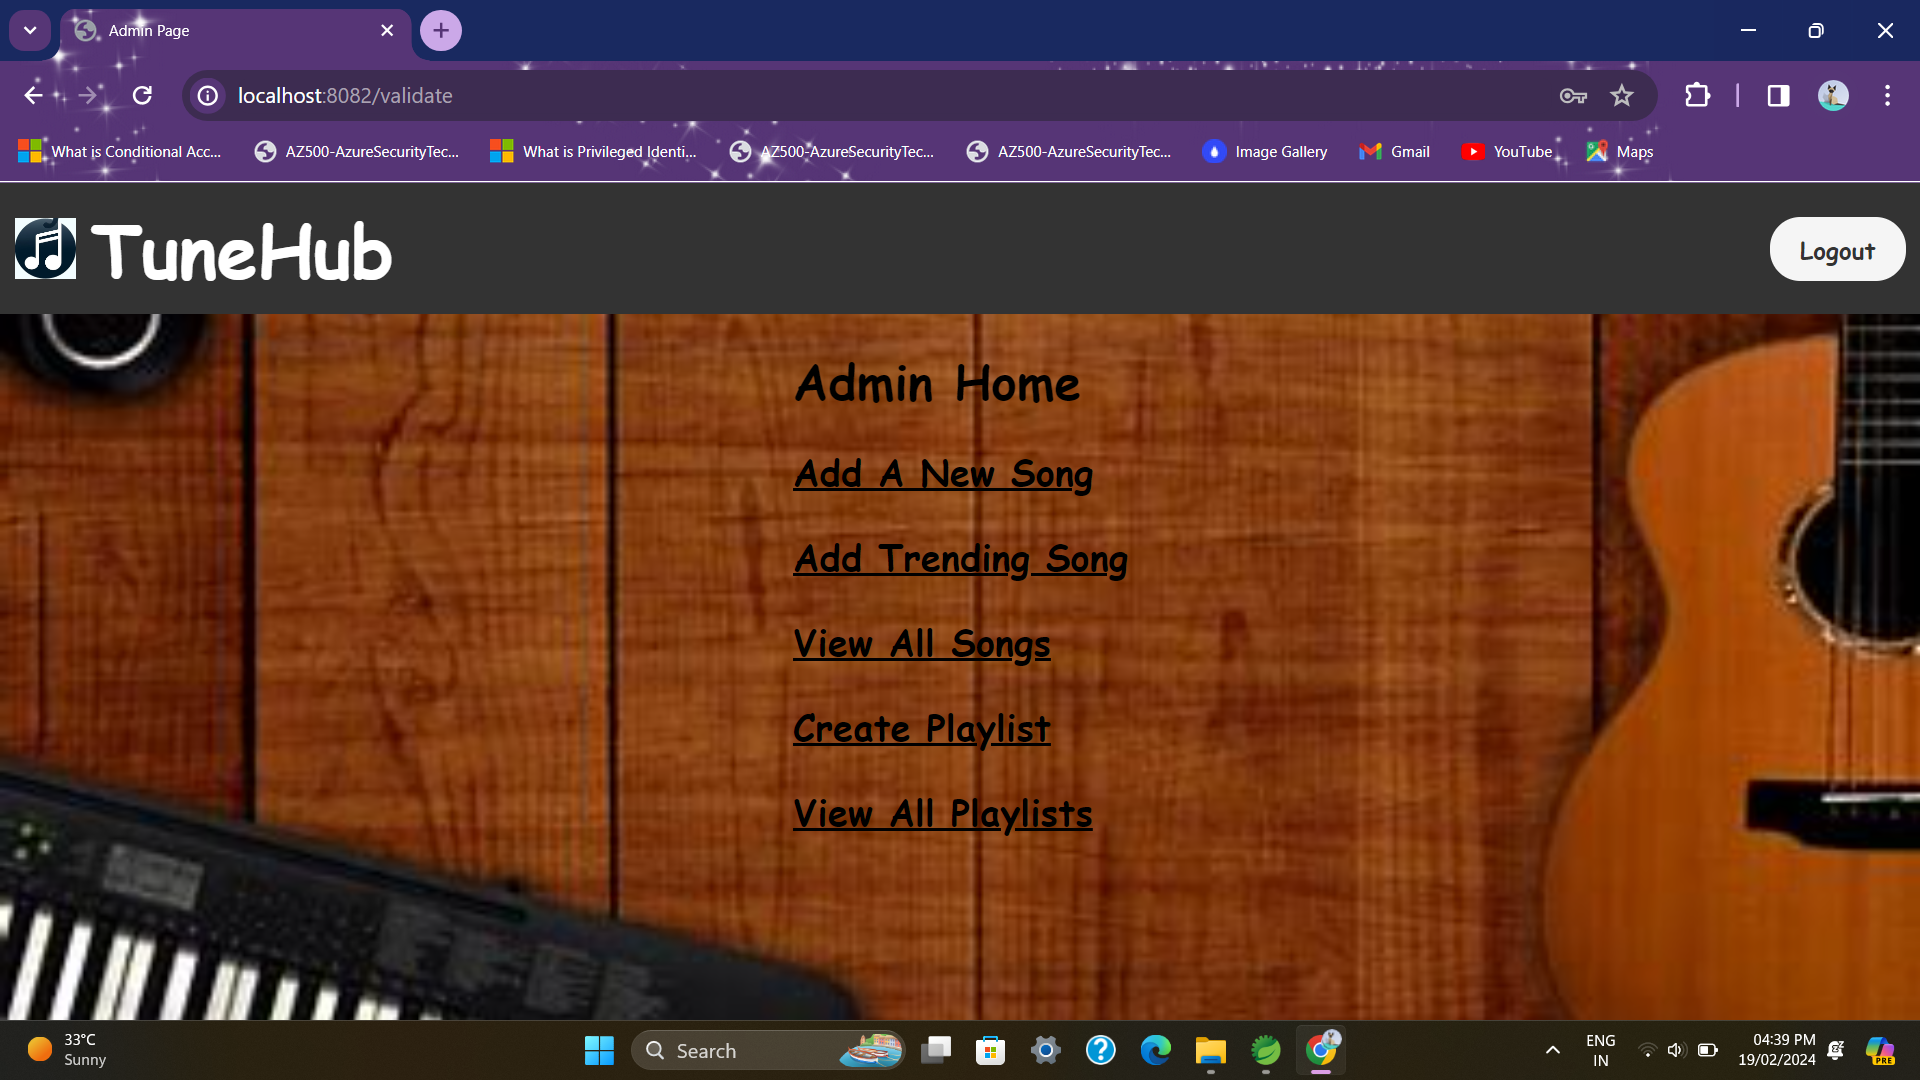 Admin Page
localhost:8082/validate
What is Conditional Acc...
AZ500-AzureSecurityTec...
What is Privileged Identi...
AZ500-AzureSecurityTec...
AZ500-AzureSecurityTec...
Image Gallery
Gmail
YouTube
Maps
TuneHub
Logout
Admin Home
Add A New Song
Add Trending Song
View All Songs
Create Playlist
View All Playlists
33°C
Sunny
Search
ENG
IN
04:39 PM
19/02/2024
PRE